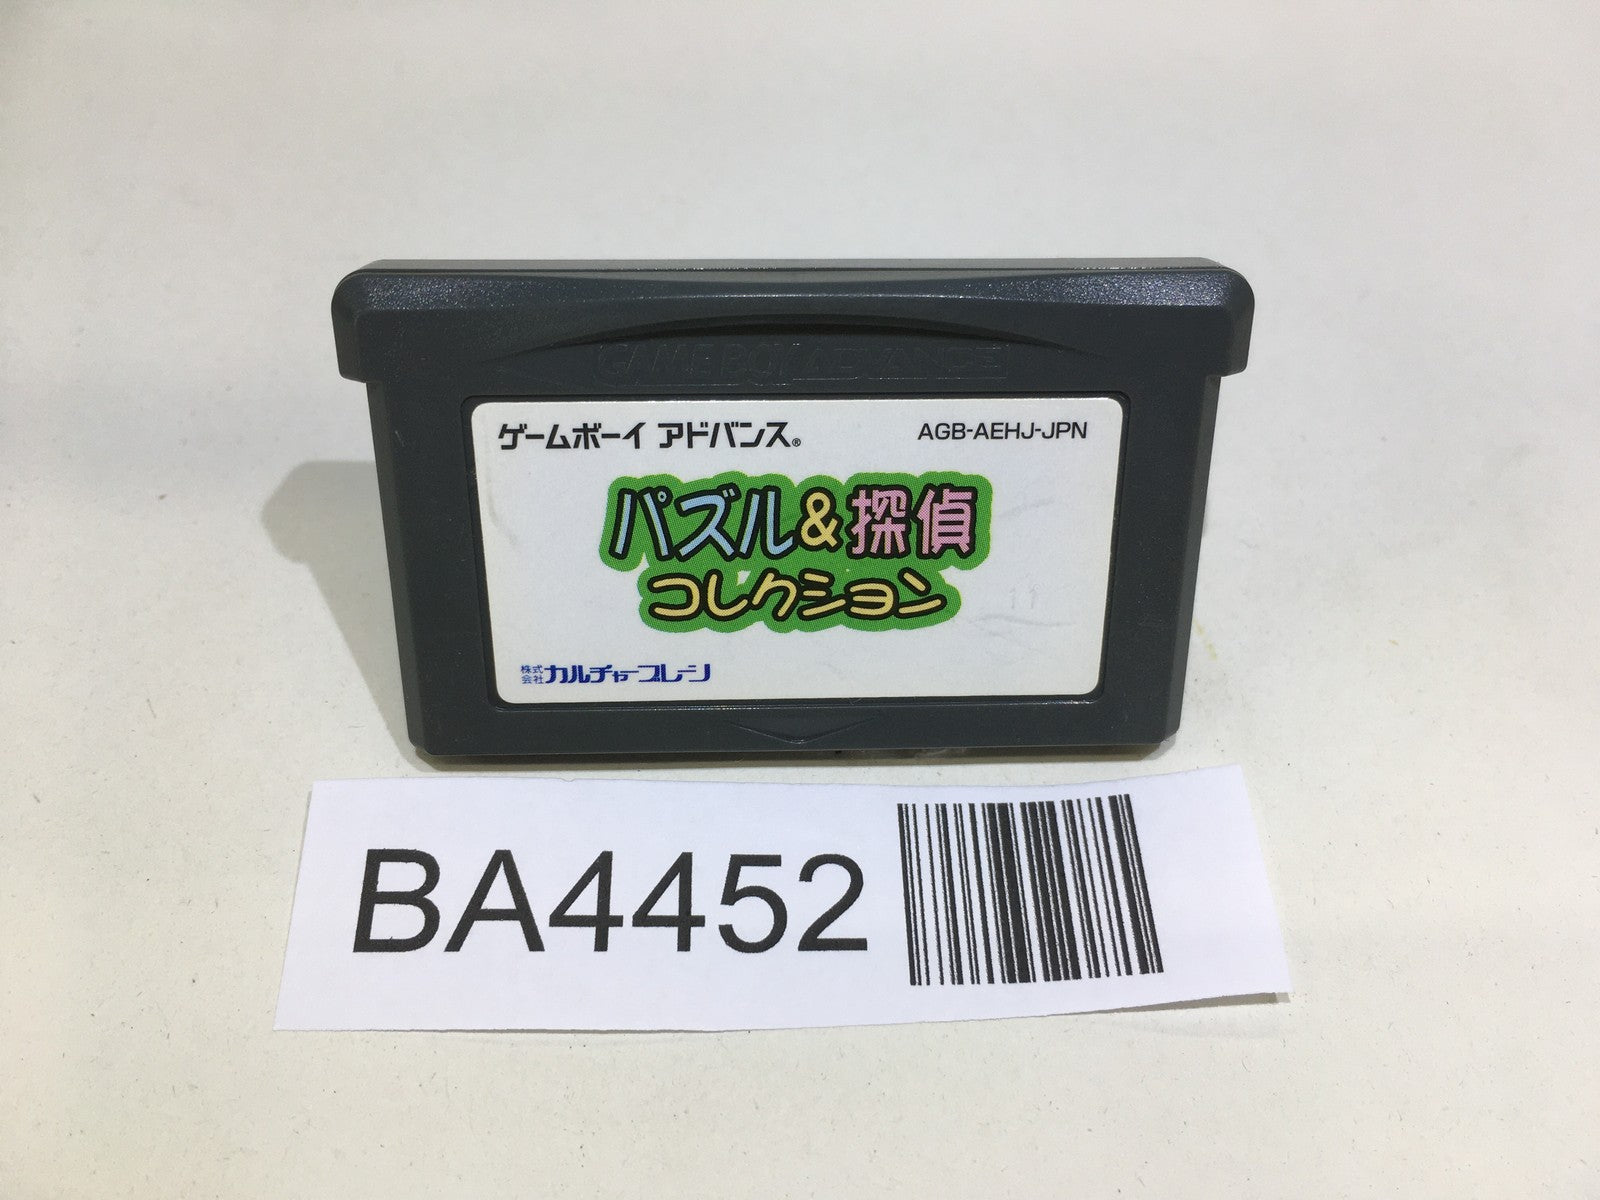 GAME BOY ADVANCE
ゲームボーイ アドバンス®
AGB-AEHJ-JPN
パズル&探偵
コレクション
11
株式会社カルチャーブレーン
BA4452